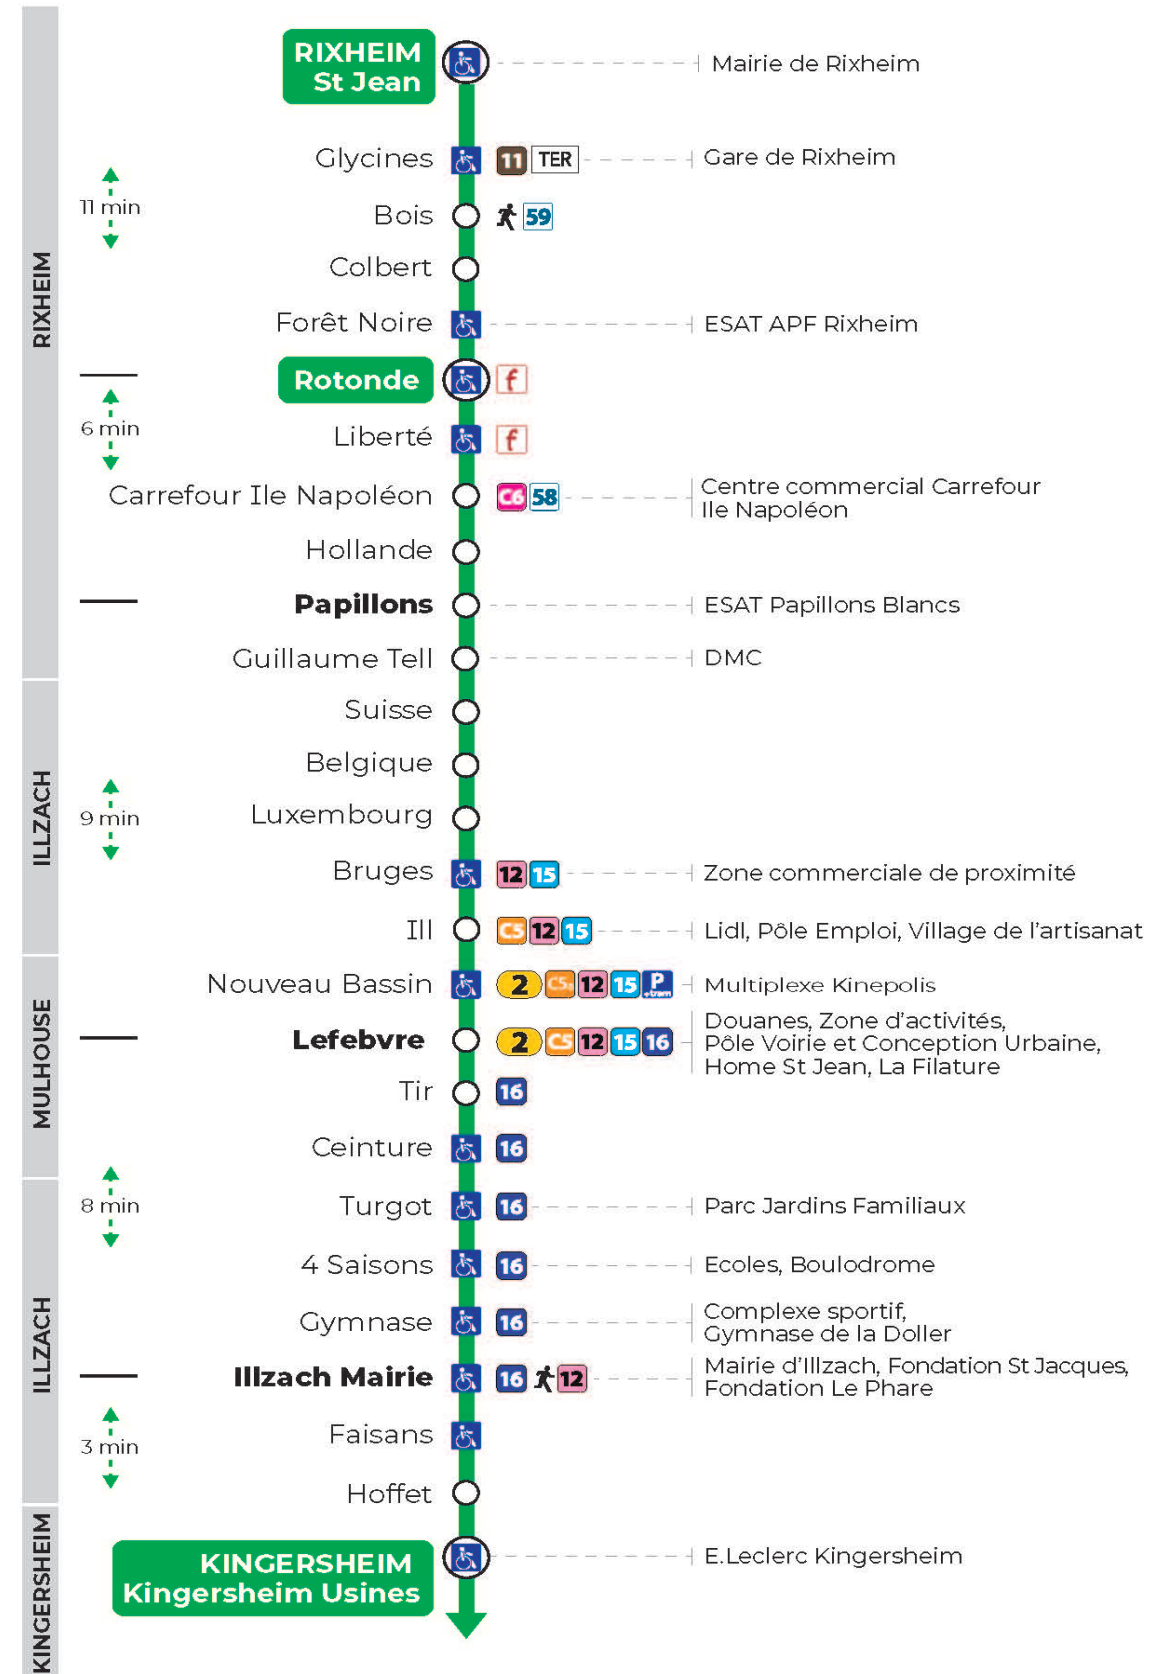 RIXHEIM
St Jean
Mairie de Rixheim
Glycines
11
TER
Gare de Rixheim
11 min
Bois
59
Colbert
RIXHEIM
Forêt Noire
ESAT APF Rixheim
Rotonde
f
6 min
Liberté
f
Carrefour Ile Napoléon
C6
58
Centre commercial Carrefour
Ile Napoléon
Hollande
Papillons
ESAT Papillons Blancs
Guillaume Tell
DMC
Suisse
Belgique
ILLZACH
9 min
Luxembourg
Bruges
12
15
Zone commerciale de proximité
Ill
C5
12
15
Lidl, Pôle Emploi, Village de l'artisanat
Nouveau Bassin
2
C5
12
15
P
+tram
Multiplexe Kinepolis
MULHOUSE
Lefebvre
2
C5
12
15
16
Douanes, Zone d'activités,
Pôle Voirie et Conception Urbaine,
Home St Jean, La Filature
Tir
16
Ceinture
16
8 min
Turgot
16
Parc Jardins Familiaux
4 Saisons
16
Ecoles, Boulodrome
Gymnase
16
Complexe sportif,
Gymnase de la Doller
ILLZACH
Illzach Mairie
16
12
Mairie d'Illzach, Fondation St Jacques,
Fondation Le Phare
3 min
Faisans
Hoffet
KINGERSHEIM
KINGERSHEIM
Kingersheim Usines
E.Leclerc Kingersheim